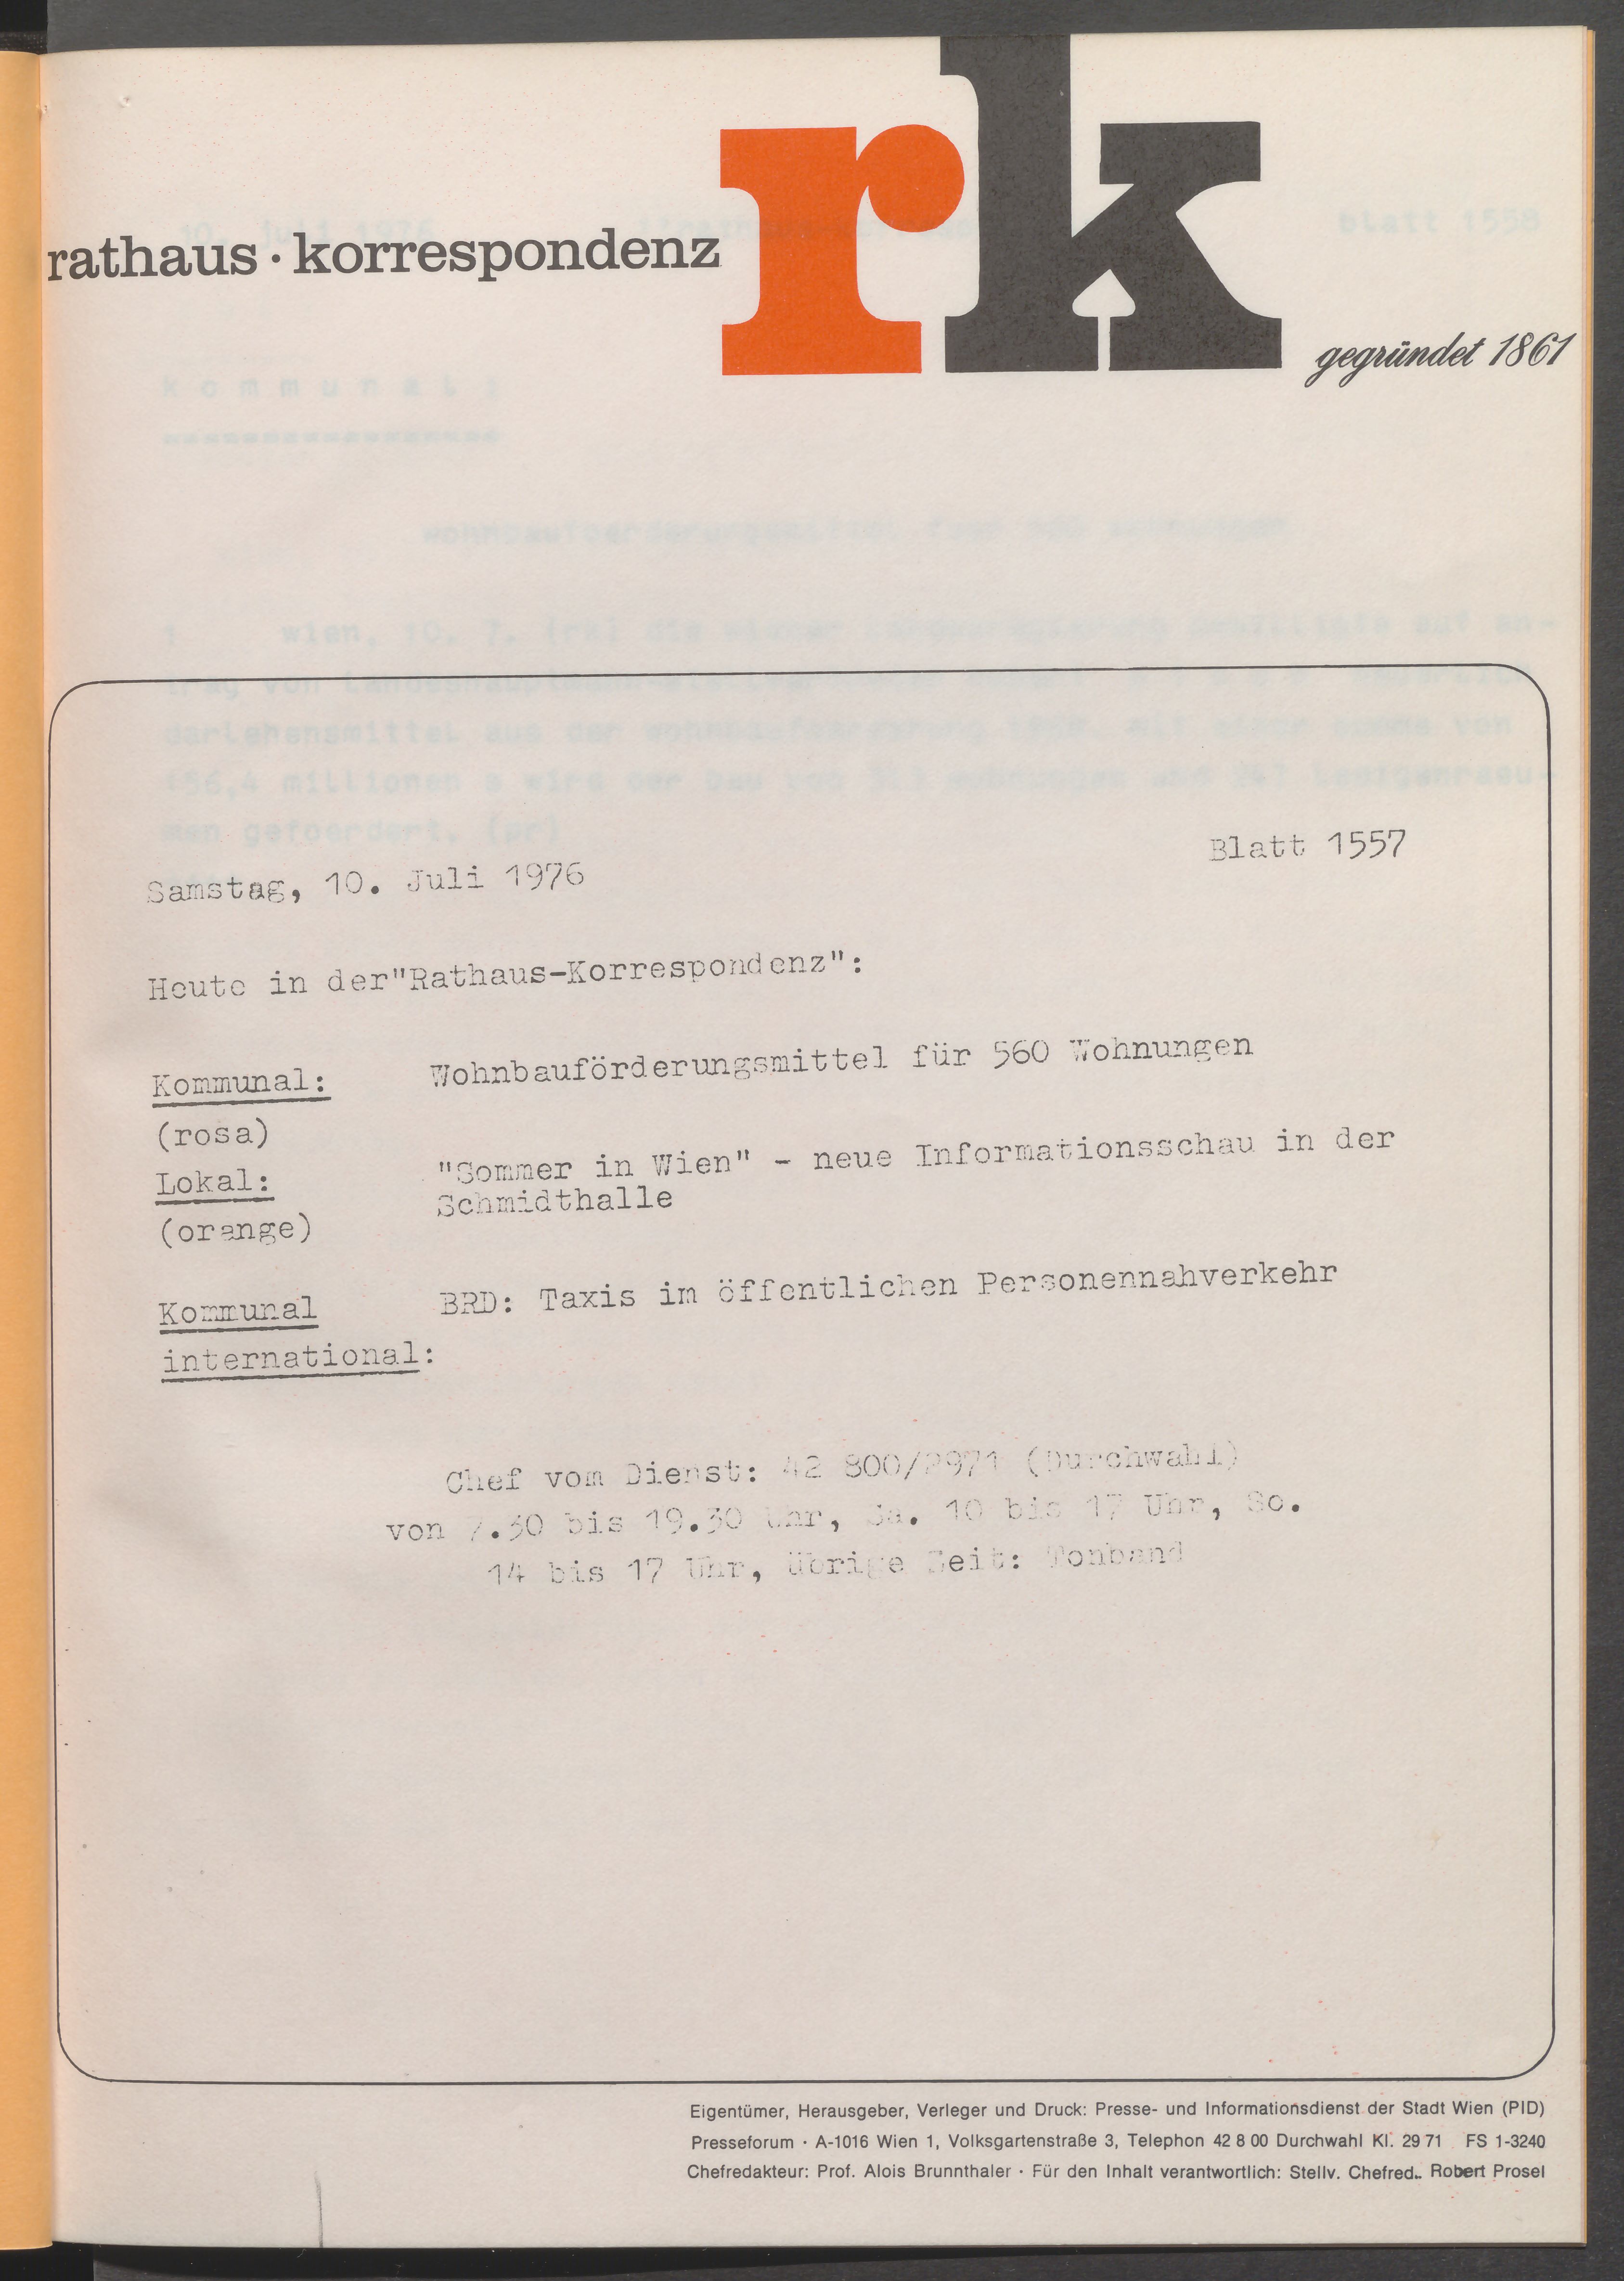 rk
rathaus · korrespondenz
gegründet 1861
Blatt 1557
Samstag, 10. Juli 1976
Heute in der"Rathaus-Korrespondenz":
Kommunal: Wohnbauförderungsmittel für 560 Wohnungen
(rosa)
Lokal: "Sommer in Wien" - neue Informationsschau in der
Schmidthalle
(orange)
Kommunal BRD: Taxis im öffentlichen Personennahverkehr
international:
Chef vom Dienst: 42 800/2971 (Durchwahl)
von 7.30 bis 19.30 Uhr, Sa. 10 bis 17 Uhr, So.
14 bis 17 Uhr, übrige Zeit: Tonband
Eigentümer, Herausgeber, Verleger und Druck: Presse- und Informationsdienst der Stadt Wien (PID)
Presseforum · A-1016 Wien 1, Volksgartenstraße 3, Telephon 42 8 00 Durchwahl Kl. 29 71 FS 1-3240
Chefredakteur: Prof. Alois Brunnthaler · Für den Inhalt verantwortlich: Stellv. Chefred.. Robert Prosel